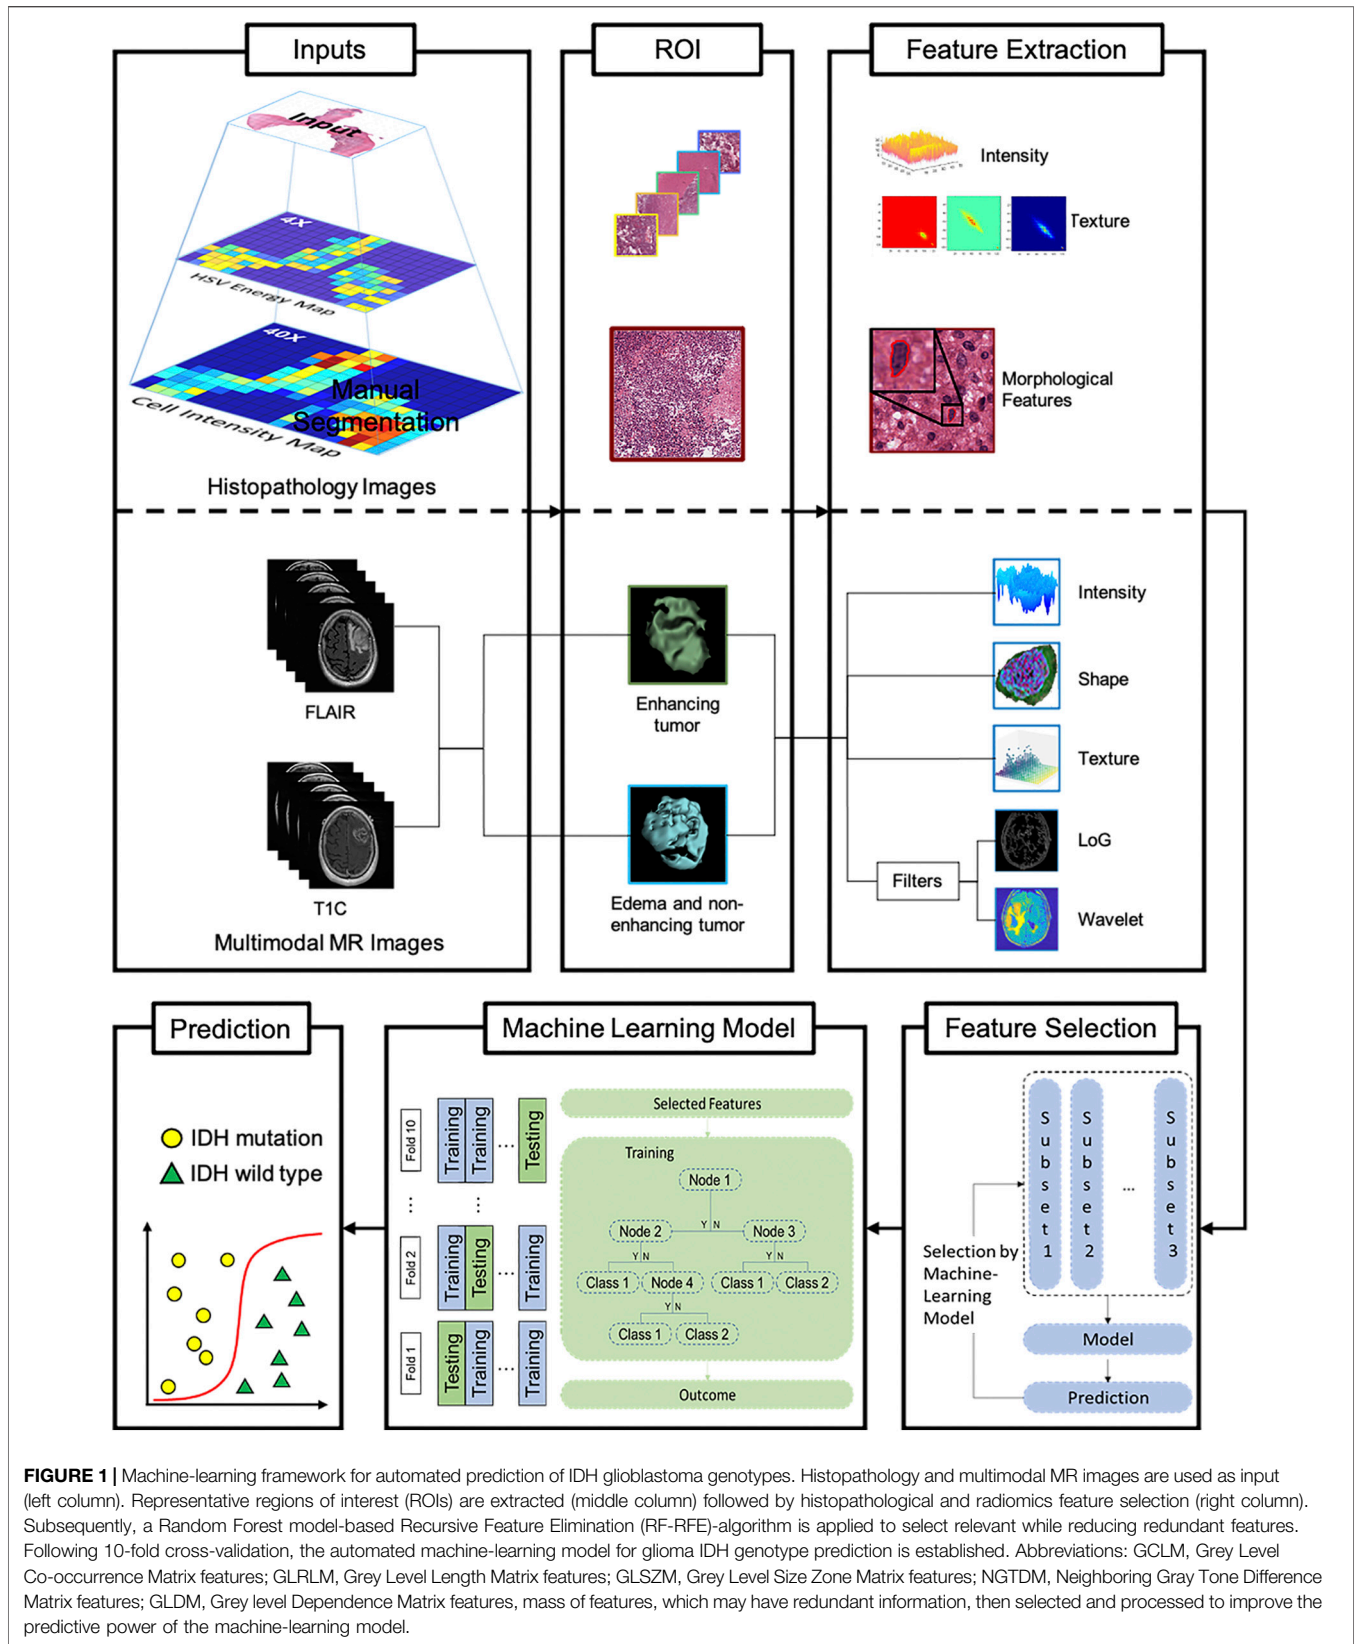 Inputs
ROI
Feature Extraction
Input
4X
HSV Energy Map
40X
Manual
Segmentation
Cell Intensity Map
Histopathology Images
Intensity
Texture
Morphological
Features
FLAIR
T1C
Multimodal MR Images
Enhancing
tumor
Edema and non-
enhancing tumor
Intensity
Shape
Texture
Filters
LoG
Wavelet
Prediction
IDH mutation
IDH wild type
Machine Learning Model
Fold 10
Training
Training
...
Testing
...
...
Fold 2
Training
Testing
...
Training
Fold 1
Testing
Training
...
Training
Selected Features
Training
Node 1
Y N
Node 2
Node 3
Y N
Y N
Class 1
Node 4
Class 1
Class 2
Y N
Class 1
Class 2
Outcome
Feature Selection
Subset 1
Subset 2
...
Subset 3
Selection by
Machine-
Learning
Model
Model
Prediction
FIGURE 1 | Machine-learning framework for automated prediction of IDH glioblastoma genotypes. Histopathology and multimodal MR images are used as input
(left column). Representative regions of interest (ROIs) are extracted (middle column) followed by histopathological and radiomics feature selection (right column).
Subsequently, a Random Forest model-based Recursive Feature Elimination (RF-RFE)-algorithm is applied to select relevant while reducing redundant features.
Following 10-fold cross-validation, the automated machine-learning model for glioma IDH genotype prediction is established. Abbreviations: GCLM, Grey Level
Co-occurrence Matrix features; GLRLM, Grey Level Length Matrix features; GLSZM, Grey Level Size Zone Matrix features; NGTDM, Neighboring Gray Tone Difference
Matrix features; GLDM, Grey level Dependence Matrix features, mass of features, which may have redundant information, then selected and processed to improve the
predictive power of the machine-learning model.